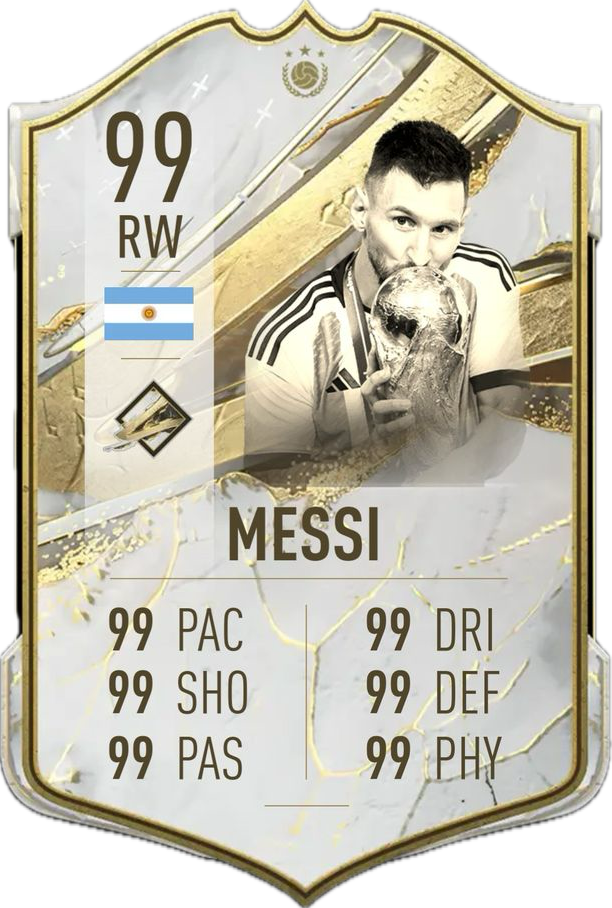 99
RW
MESSI
99 PAC
99 SHO
99 PAS
99 DRI
99 DEF
99 PHY